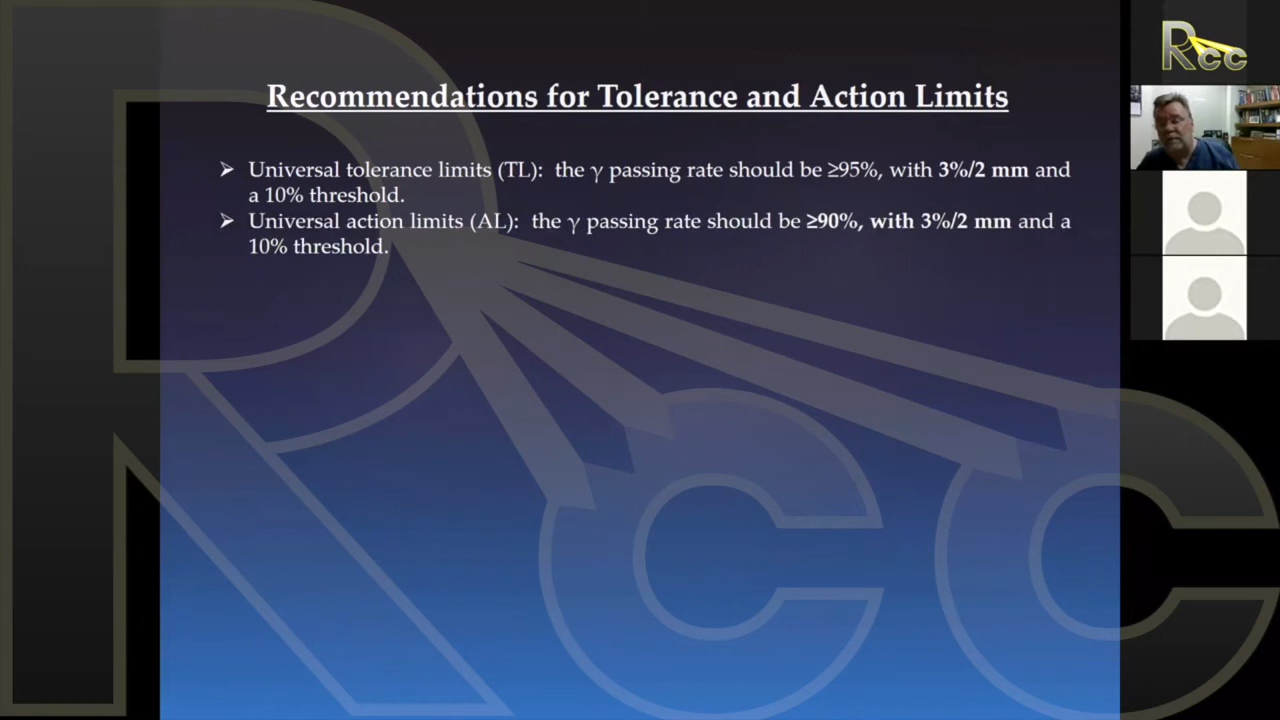 Recommendations for Tolerance and Action Limits
➢ Universal tolerance limits (TL): the γ passing rate should be ≥95%, with 3%/2 mm and
a 10% threshold.
➢ Universal action limits (AL): the γ passing rate should be ≥90%, with 3%/2 mm and a
10% threshold.
Rcc
Rcc